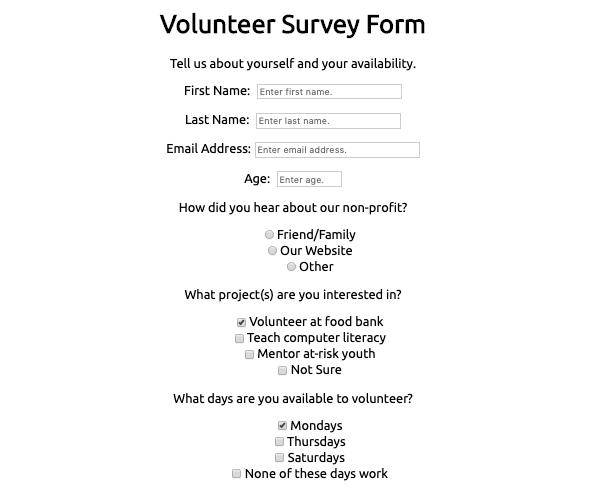 Volunteer Survey Form
Tell us about yourself and your availability.
First Name: Enter first name.
Last Name: Enter last name.
Email Address: Enter email address.
Age: Enter age.
How did you hear about our non-profit?
Friend/Family
Our Website
Other
What project(s) are you interested in?
Volunteer at food bank
Teach computer literacy
Mentor at-risk youth
Not Sure
What days are you available to volunteer?
Mondays
Thursdays
Saturdays
None of these days work